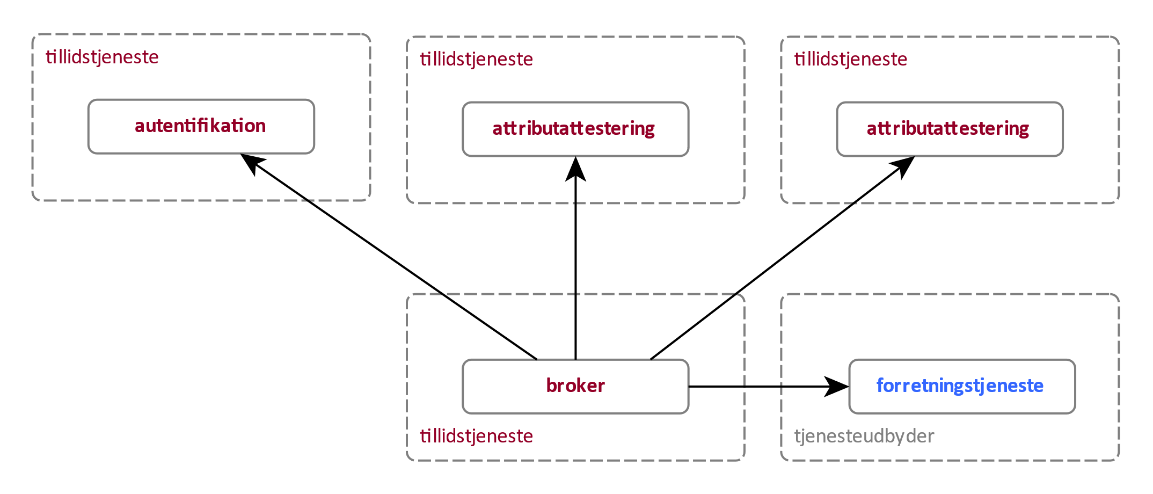 tillidstjeneste
autentifikation
tillidstjeneste
attributattestering
tillidstjeneste
attributattestering
broker
tillidstjeneste
forretningstjeneste
tjenesteudbyder